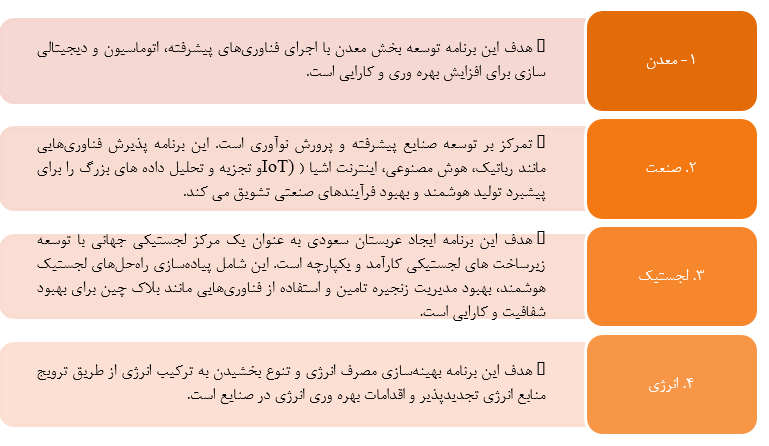 ۱- معدن
▯ هدف این برنامه توسعه بخش معدن با اجرای فناوری‌های پیشرفته، اتوماسیون و دیجیتالی
سازی برای افزایش بهره وری و کارایی است.
۲. صنعت
▯ تمرکز بر توسعه صنایع پیشرفته و پرورش نوآوری است. این برنامه پذیرش فناوری‌هایی
مانند رباتیک، هوش مصنوعی، اینترنت اشیا ( (IoTو تجزیه و تحلیل داده های بزرگ را برای
پیشبرد تولید هوشمند و بهبود فرآیندهای صنعتی تشویق می کند.
۳. لجستیک
▯ هدف این برنامه ایجاد عربستان سعودی به عنوان یک مرکز لجستیکی جهانی با توسعه
زیرساخت های لجستیکی کارآمد و یکپارچه است. این شامل پیاده‌سازی راه‌حل‌های لجستیک
هوشمند، بهبود مدیریت زنجیره تامین و استفاده از فناوری‌هایی مانند بلاک چین برای بهبود
شفافیت و کارایی است.
۴. انرژی
▯ هدف این برنامه بهینه‌سازی مصرف انرژی و تنوع بخشیدن به ترکیب انرژی از طریق ترویج
منابع انرژی تجدیدپذیر و اقدامات بهره وری انرژی در صنایع است.